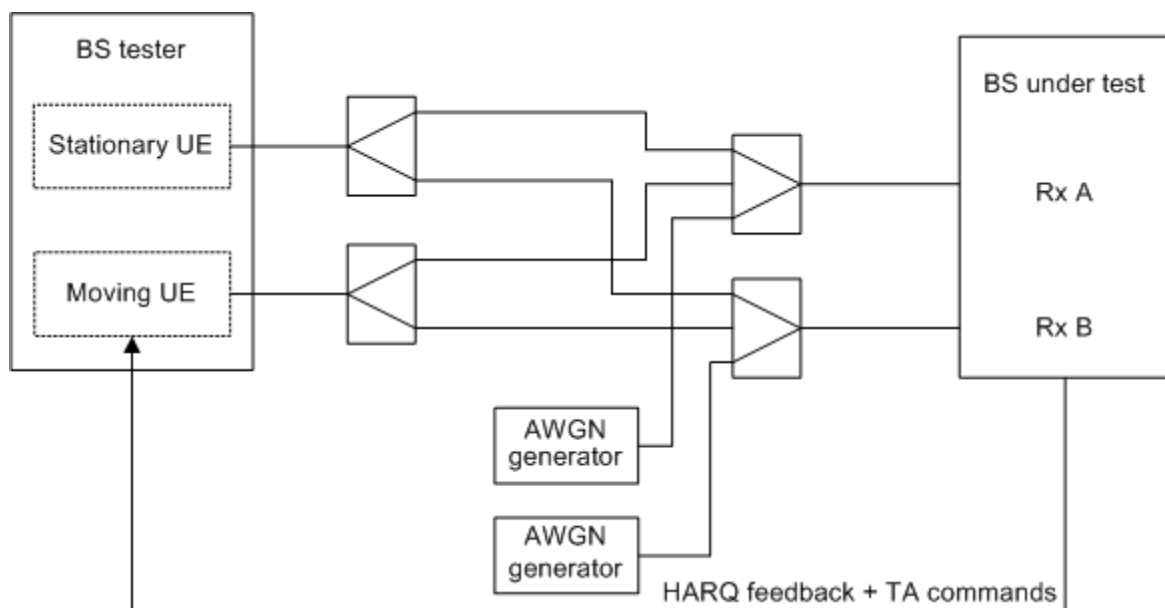 BS tester
Stationary UE
Moving UE
BS under test
Rx A
Rx B
AWGN
generator
AWGN
generator
HARQ feedback + TA commands